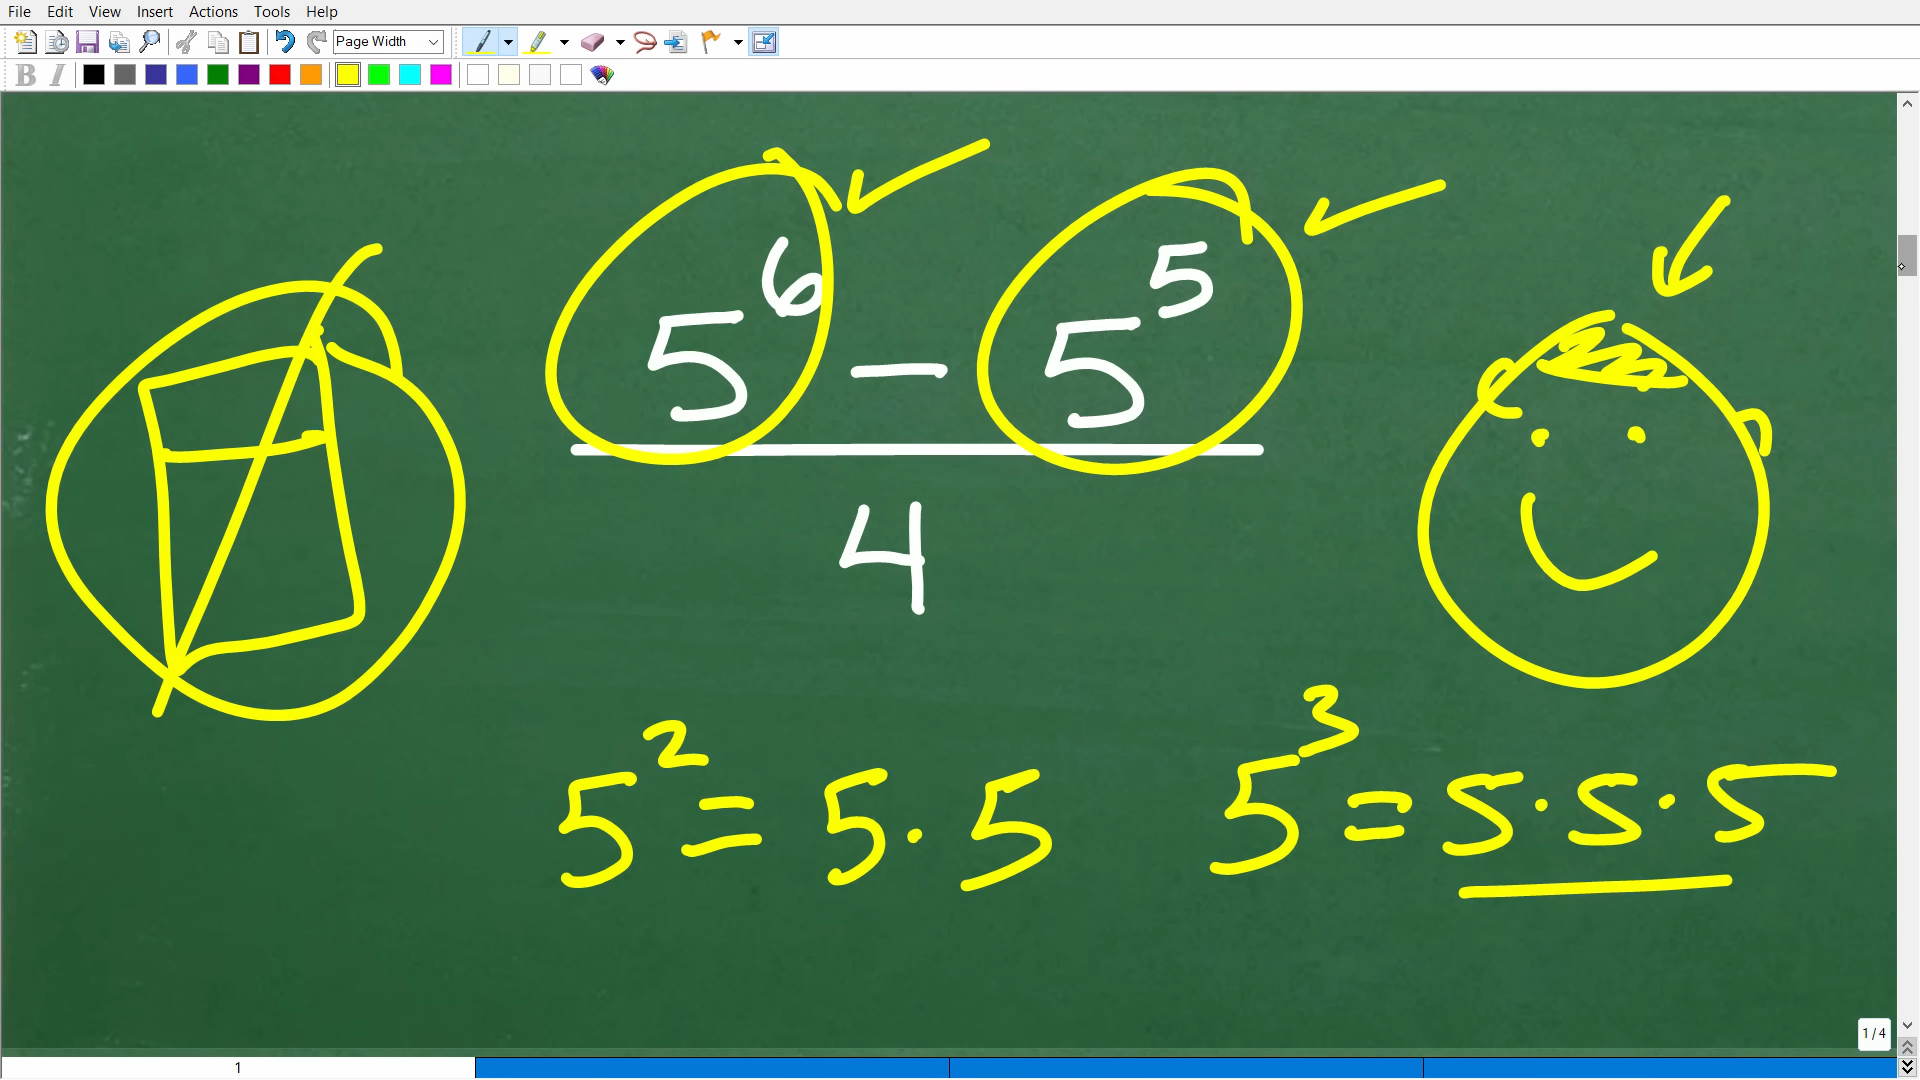 File Edit View Insert Actions Tools Help
Page Width
B I
5⁶ - 5⁵
4
5² = 5 · 5
5³ = 5 · 5 · 5
1 / 4
1